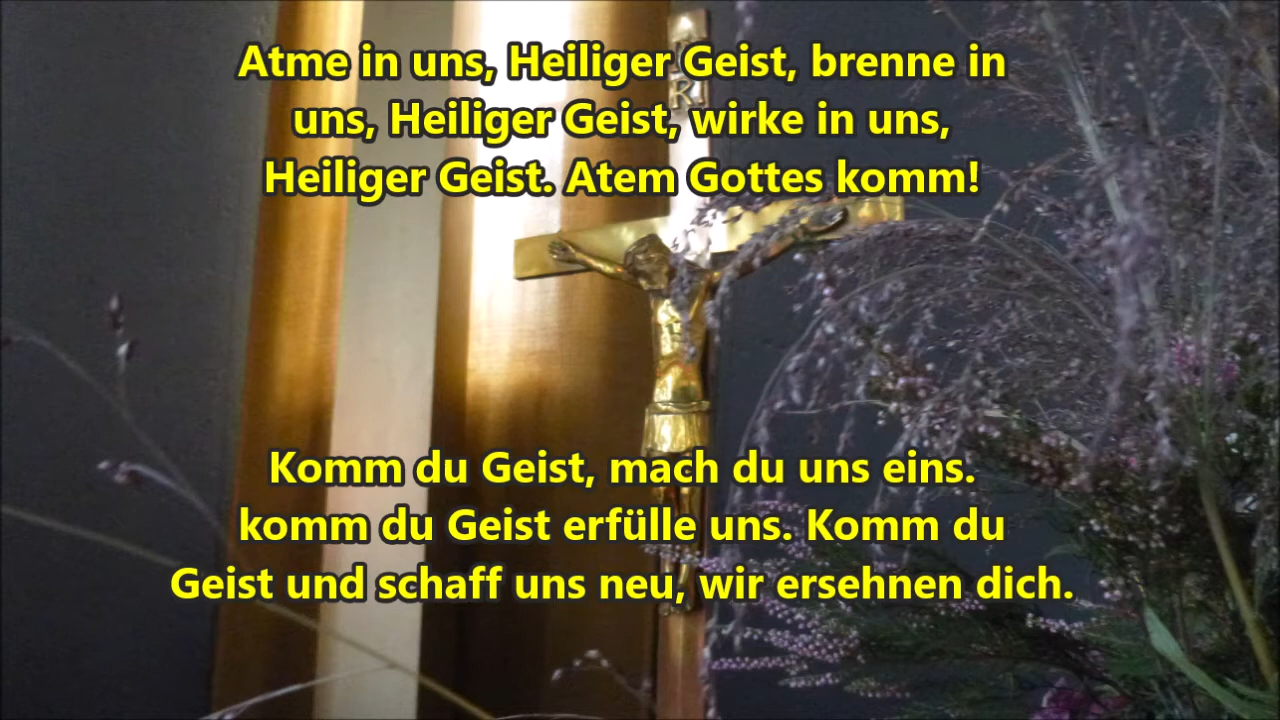 Atme in uns, Heiliger Geist, brenne in
uns, Heiliger Geist, wirke in uns,
Heiliger Geist. Atem Gottes komm!
Komm du Geist, mach du uns eins.
komm du Geist erfülle uns. Komm du
Geist und schaff uns neu, wir ersehnen dich.